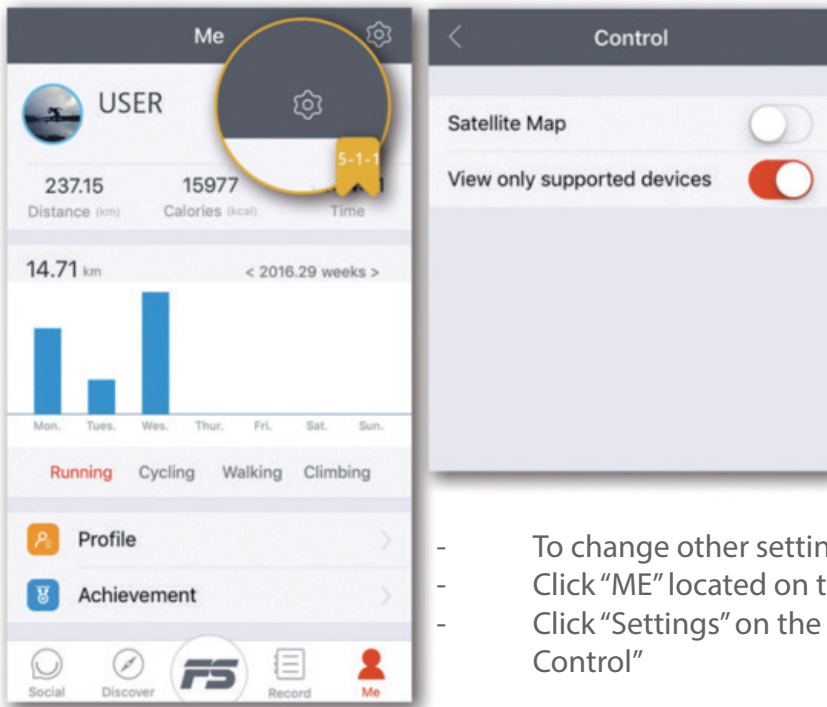 Me
USER
5-1-1
237.15
15977
Distance (km)
Calories (kcal)
Time
14.71 km
< 2016.29 weeks >
Mon. Tues. Wes. Thur. Fri. Sat. Sun.
Running Cycling Walking Climbing
Profile
Achievement
Social Discover FS Record Me
Control
Satellite Map
View only supported devices
- To change other
- Click “ME” located on
- Click “Settings” on the
Control”